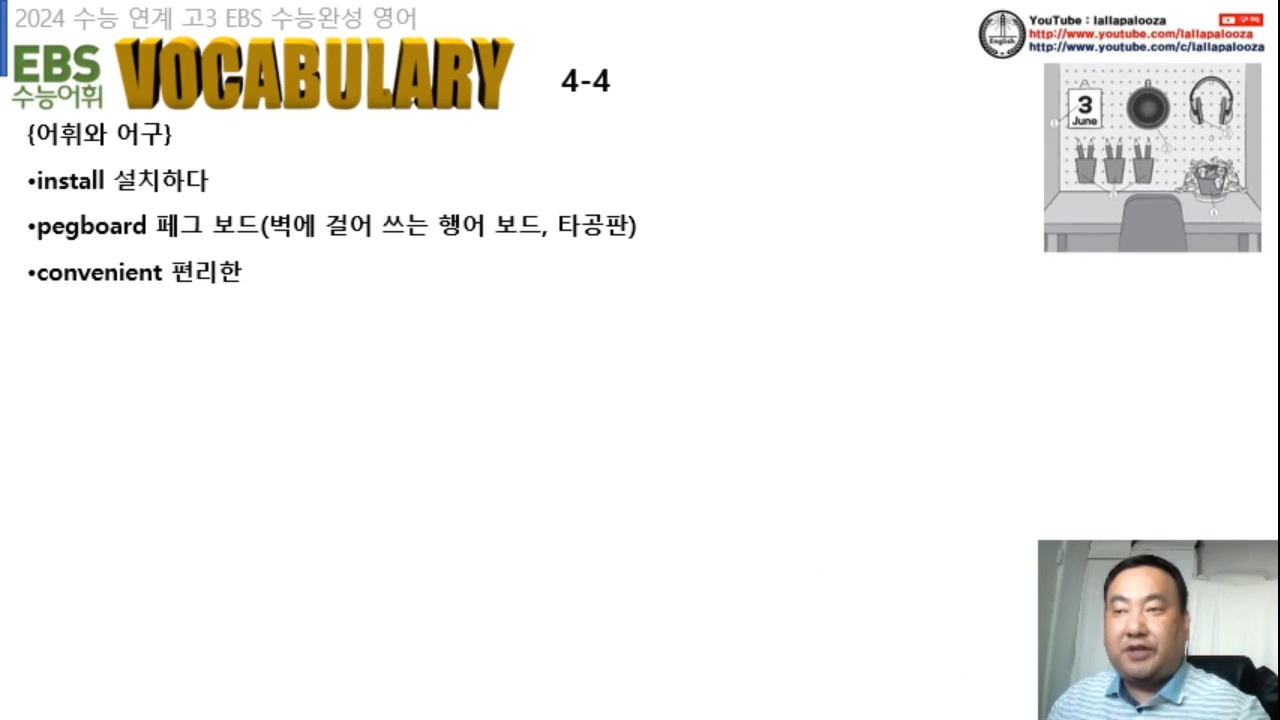 2024 수능 연계 고3 EBS 수능완성 영어
EBS
수능어휘
VOCABULARY
4-4
YouTube : lallapalooza
구독
http://www.youtube.com/lallapalooza
http://www.youtube.com/c/lallapalooza
English
3
June
{어휘와 어구}
•install 설치하다
•pegboard 페그 보드(벽에 걸어 쓰는 행어 보드, 타공판)
•convenient 편리한